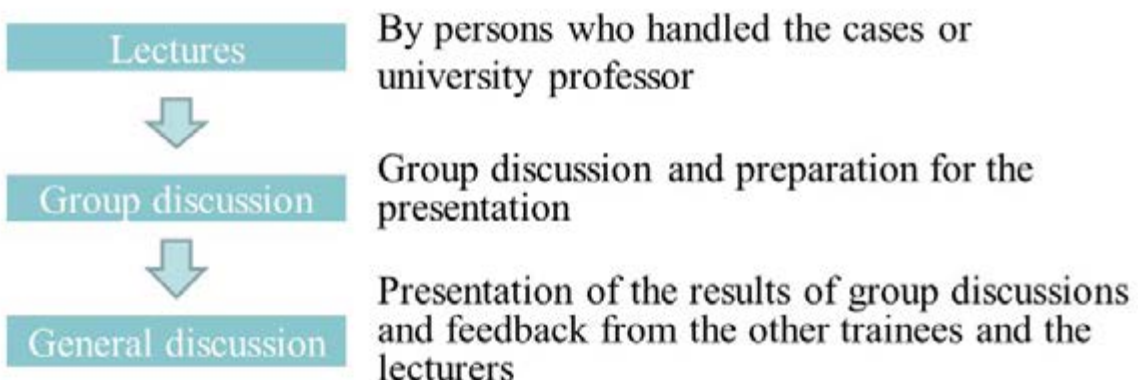 Lectures
By persons who handled the cases or
university professor
Group discussion
Group discussion and preparation for the
presentation
General discussion
Presentation of the results of group discussions
and feedback from the other trainees and the
lecturers